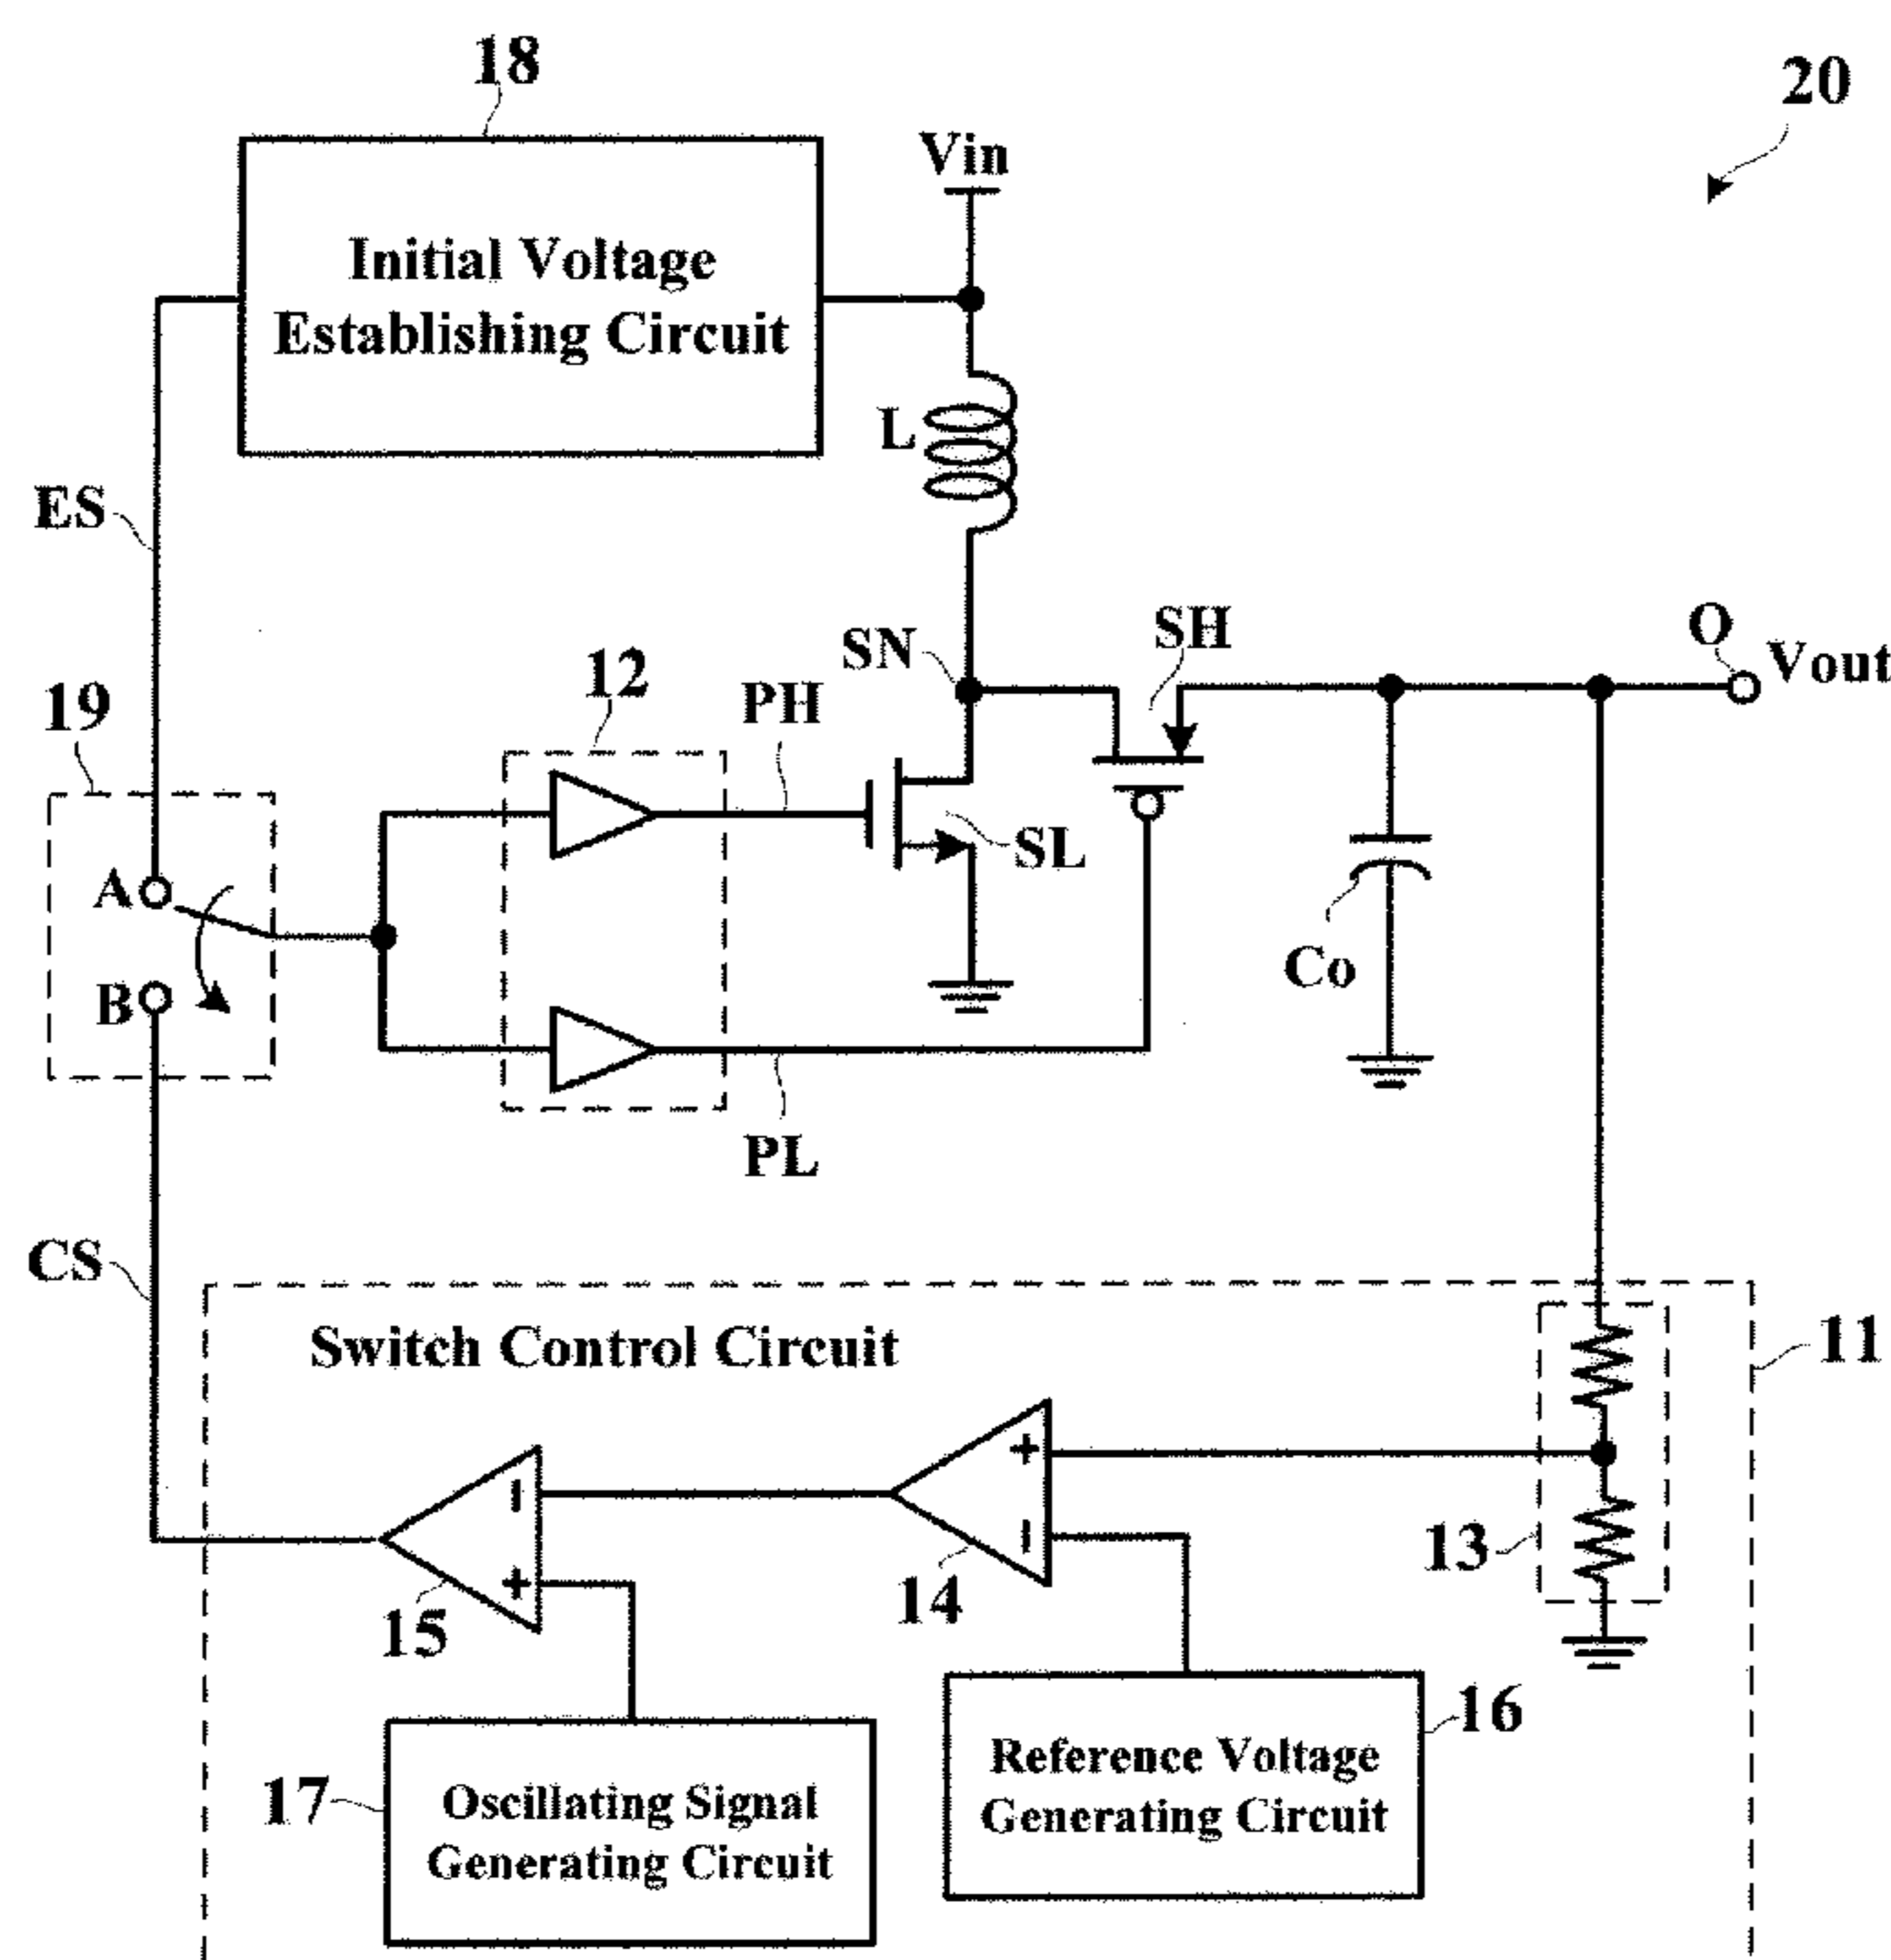 18
20
Vin
Initial Voltage
Establishing Circuit
L
ES
SH
O
SN
Vout
12
PH
19
SL
A
Co
B
PL
CS
11
Switch Control Circuit
+
−
14
13
−
+
15
16
Reference Voltage
Generating Circuit
17
Oscillating Signal
Generating Circuit